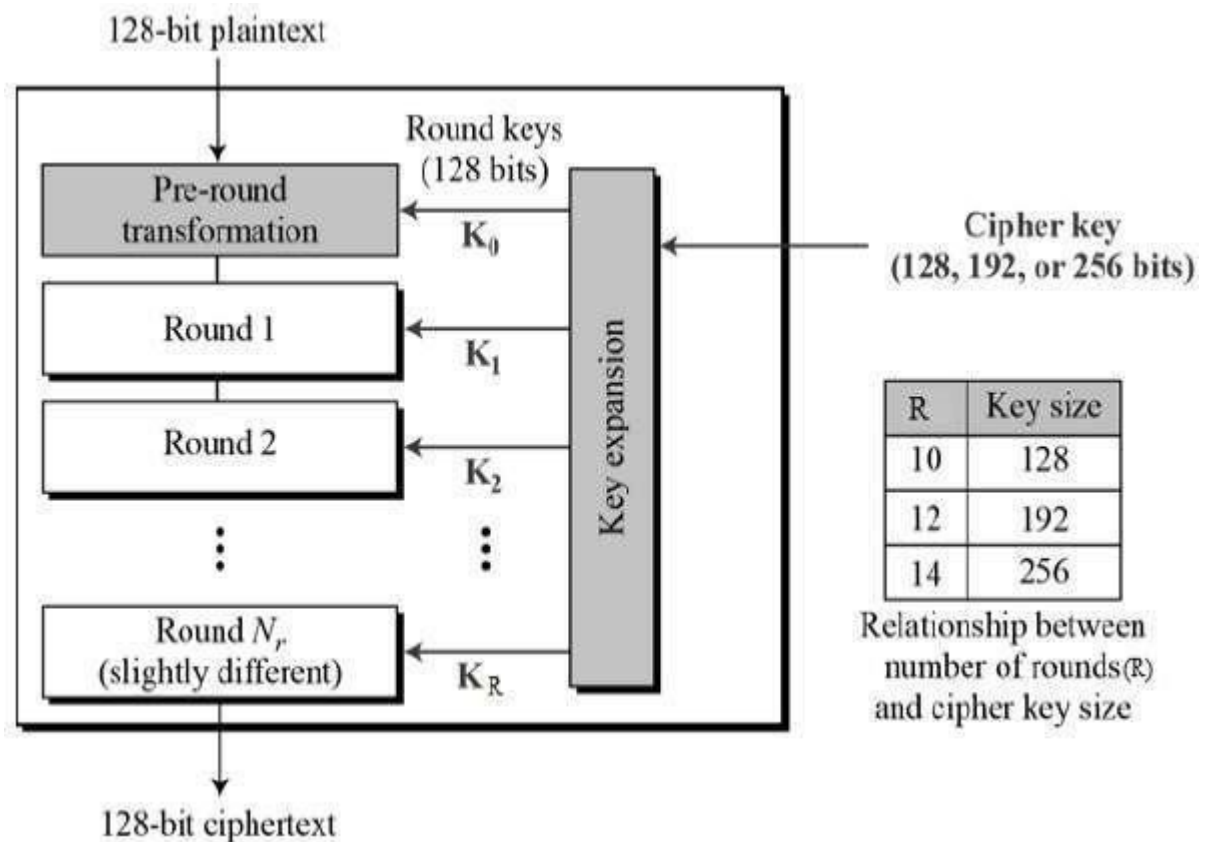 128-bit plaintext
Round keys
(128 bits)
Pre-round
transformation
K0
Cipher key
(128, 192, or 256 bits)
Round 1
K1
Key expansion
Round 2
K2
R Key size
10 128
12 192
14 256
Relationship between
number of rounds(R)
and cipher key size
Round Nr
(slightly different)
KR
128-bit ciphertext